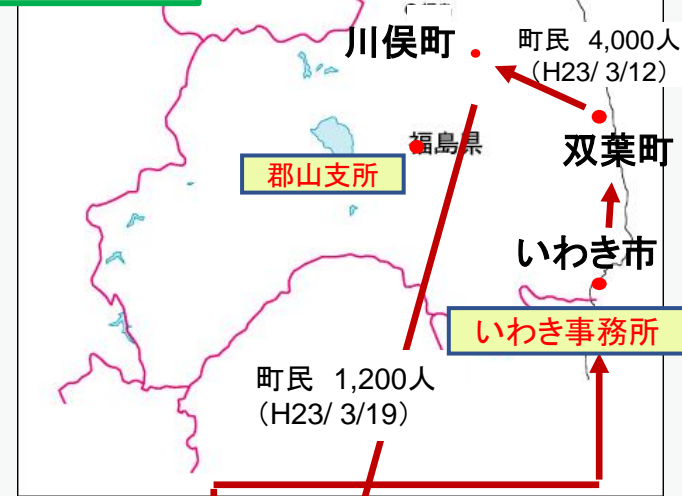 川俣町
町民 4,000人
（H23/ 3/12）
福島県
双葉町
郡山支所
いわき市
いわき事務所
町民 1,200人
（H23/ 3/19）